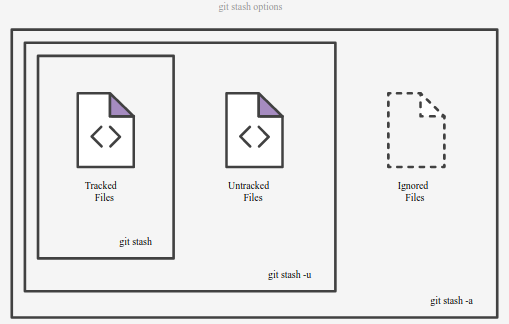 git stash options
Tracked
Files
Untracked
Files
Ignored
Files
git stash
git stash -u
git stash -a